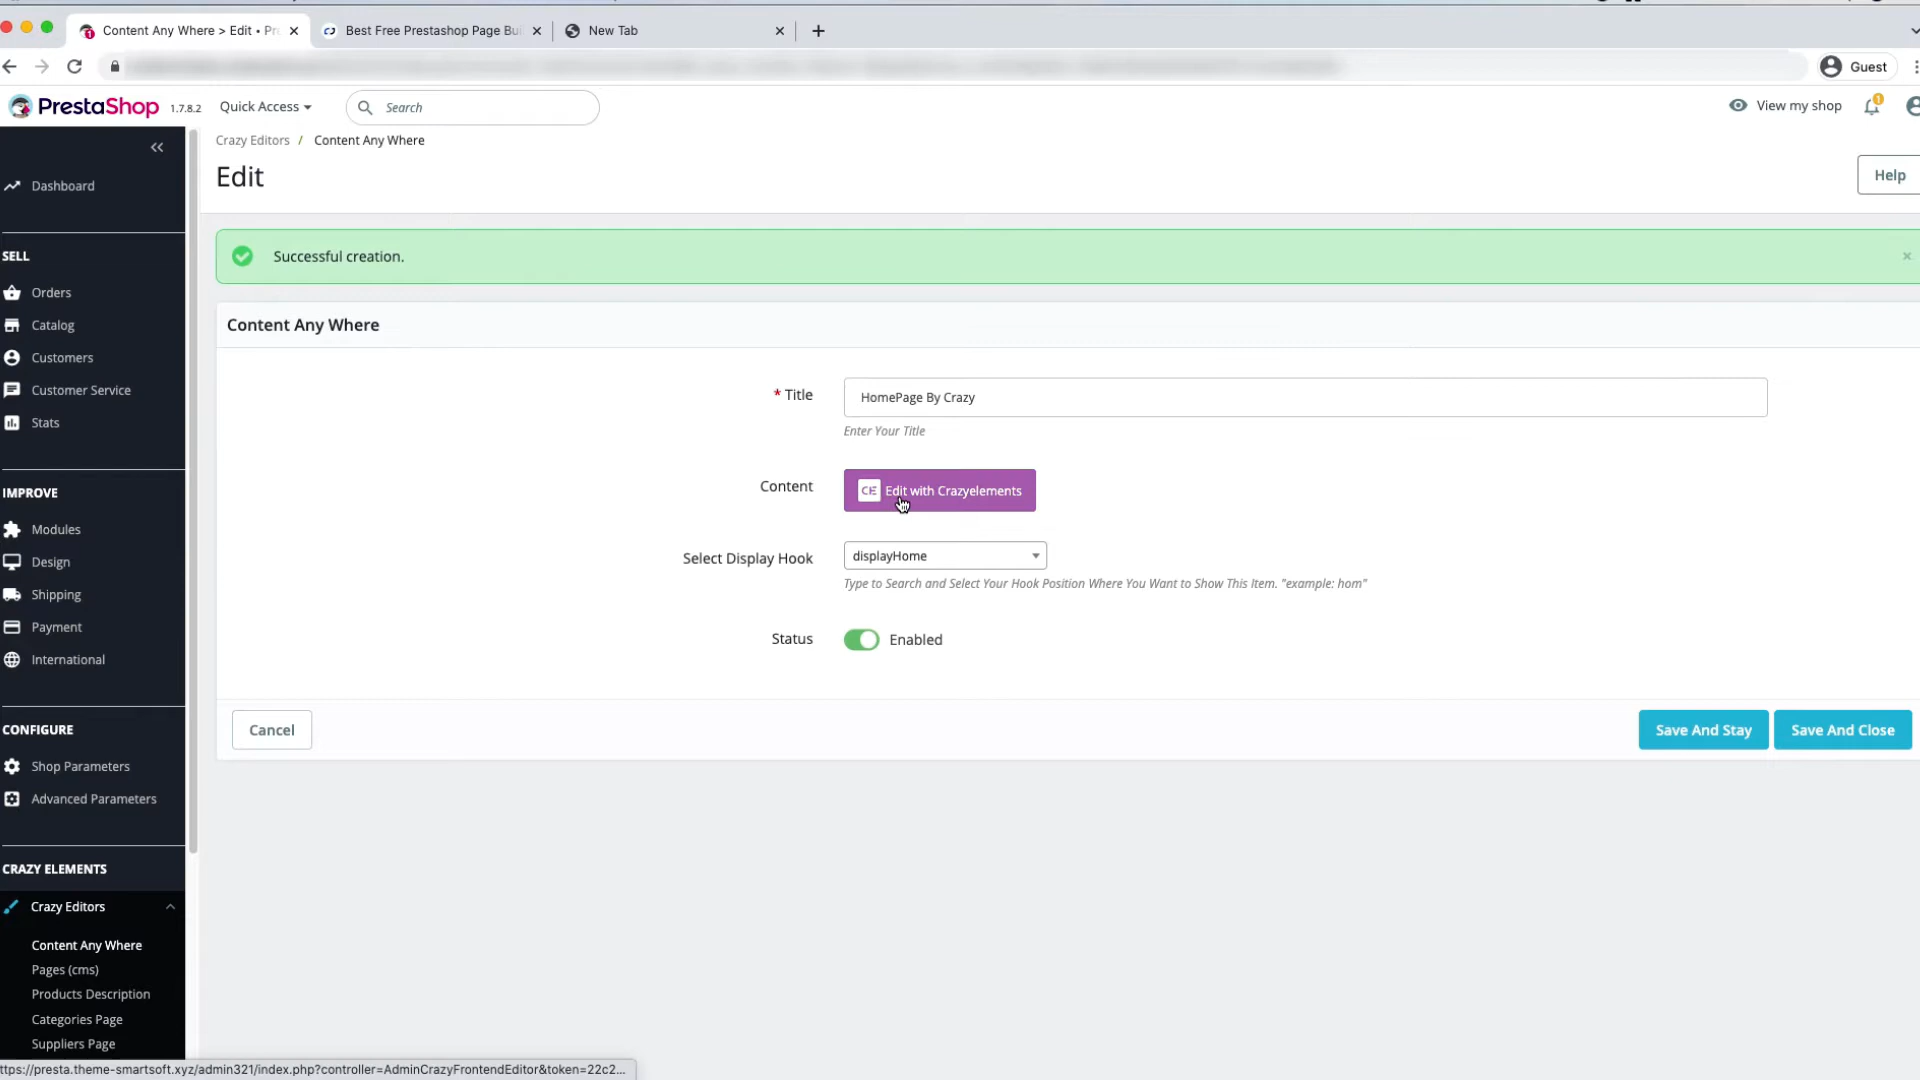 Content Any Where > Edit • Pr
Best Free Prestashop Page Bui
New Tab
Guest
PrestaShop 1.7.8.2 Quick Access Search View my shop 1
Crazy Editors / Content Any Where
Edit
Help
Dashboard
SELL
Orders
Catalog
Customers
Customer Service
Stats
IMPROVE
Modules
Design
Shipping
Payment
International
CONFIGURE
Shop Parameters
Advanced Parameters
CRAZY ELEMENTS
Crazy Editors
Content Any Where
Pages (cms)
Products Description
Categories Page
Suppliers Page
Successful creation.
Content Any Where
* Title HomePage By Crazy
Enter Your Title
Content CE Edit with Crazyelements
Select Display Hook displayHome
Type to Search and Select Your Hook Position Where You Want to Show This Item. "example: hom"
Status Enabled
Cancel Save And Stay Save And Close
ttps://presta.theme-smartsoft.xyz/admin321/index.php?controller=AdminCrazyFrontendEditor&token=22c2...